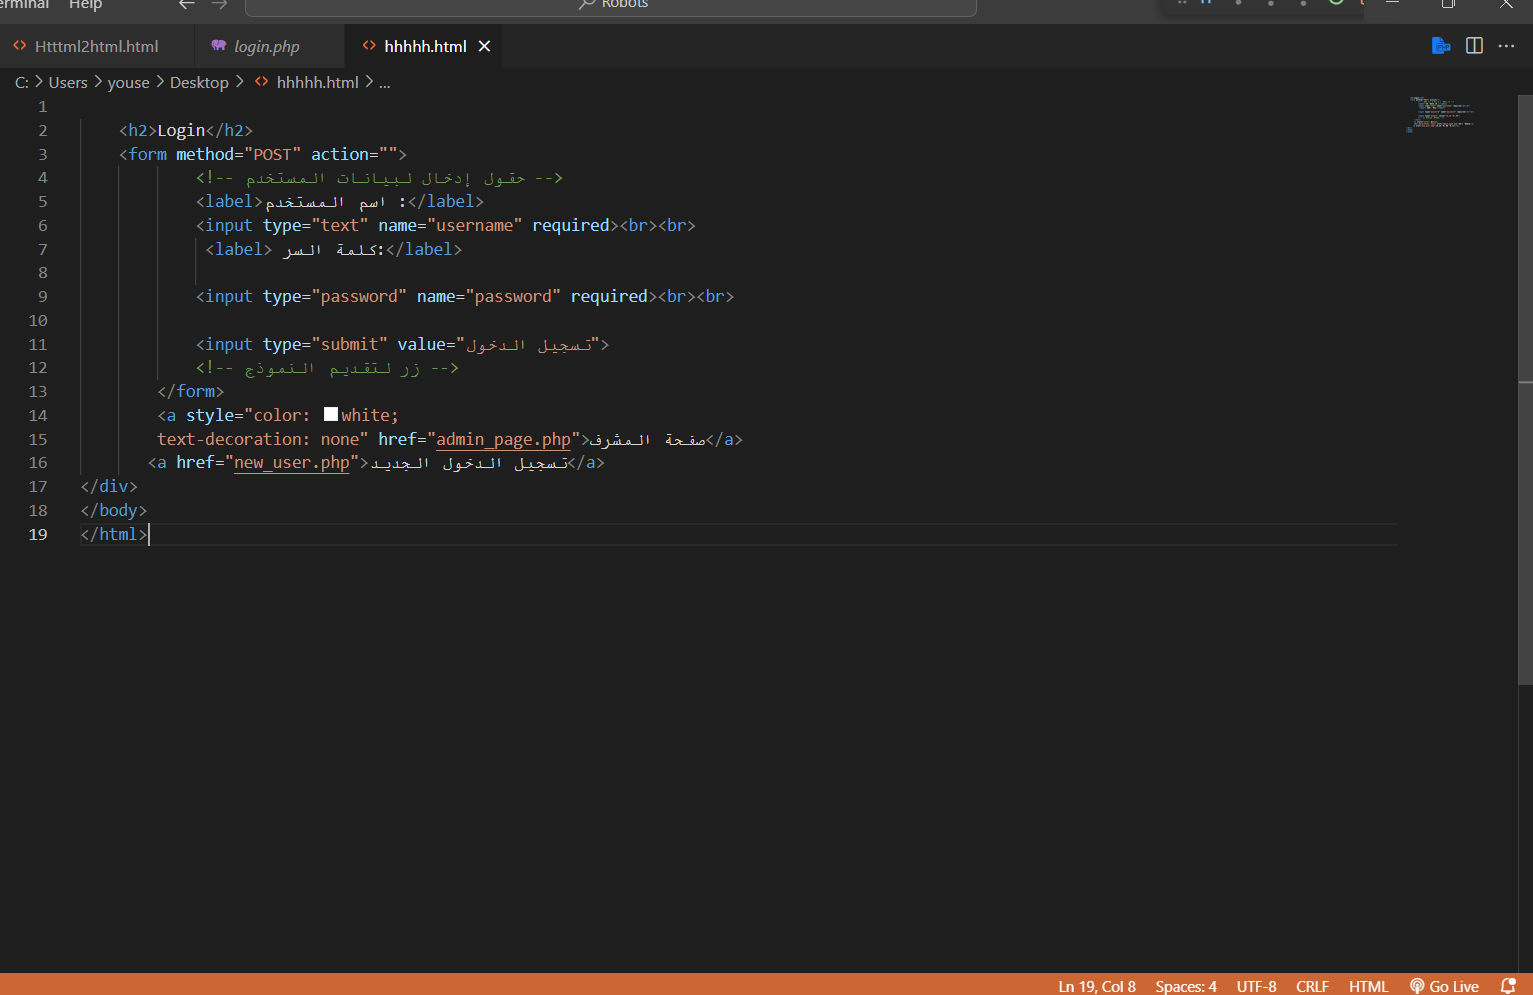 Help
Robots
Htttml2html.html login.php hhhhh.html
C: > Users > youse > Desktop > <> hhhhh.html > ...
1
2 <h2>Login</h2>
3 <form method="POST" action="">
4 <!-- حقول إدخال لبيانات المستخدم -->
5 <label>اسم المستخدم :</label>
6 <input type="text" name="username" required><br><br>
7 <label> كلمة السر:</label>
8
9 <input type="password" name="password" required><br><br>
10
11 <input type="submit" value="تسجيل الدخول">
12 <!-- زر لتقديم النموذج -->
13 </form>
14 <a style="color: white;
15 text-decoration: none" href="admin_page.php">صفحة المشرف</a>
16 <a href="new_user.php">تسجيل الدخول الجديد</a>
17 </div>
18 </body>
19 </html>
Ln 19, Col 8 Spaces: 4 UTF-8 CRLF HTML Go Live